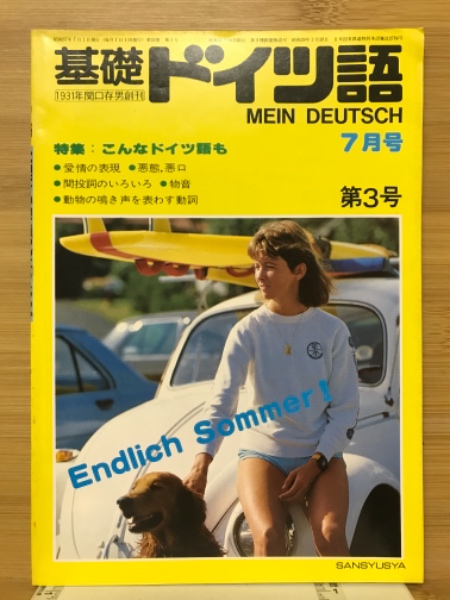 基礎ドイツ語
1931年関口存男創刊
MEIN DEUTSCH
7月号
特集:こんなドイツ語も
●愛情の表現 ●悪態,悪口
●間投詞のいろいろ ●物音
●動物の鳴き声を表わす動詞
第3号
Endlich Sommer!
SANSYUSYA